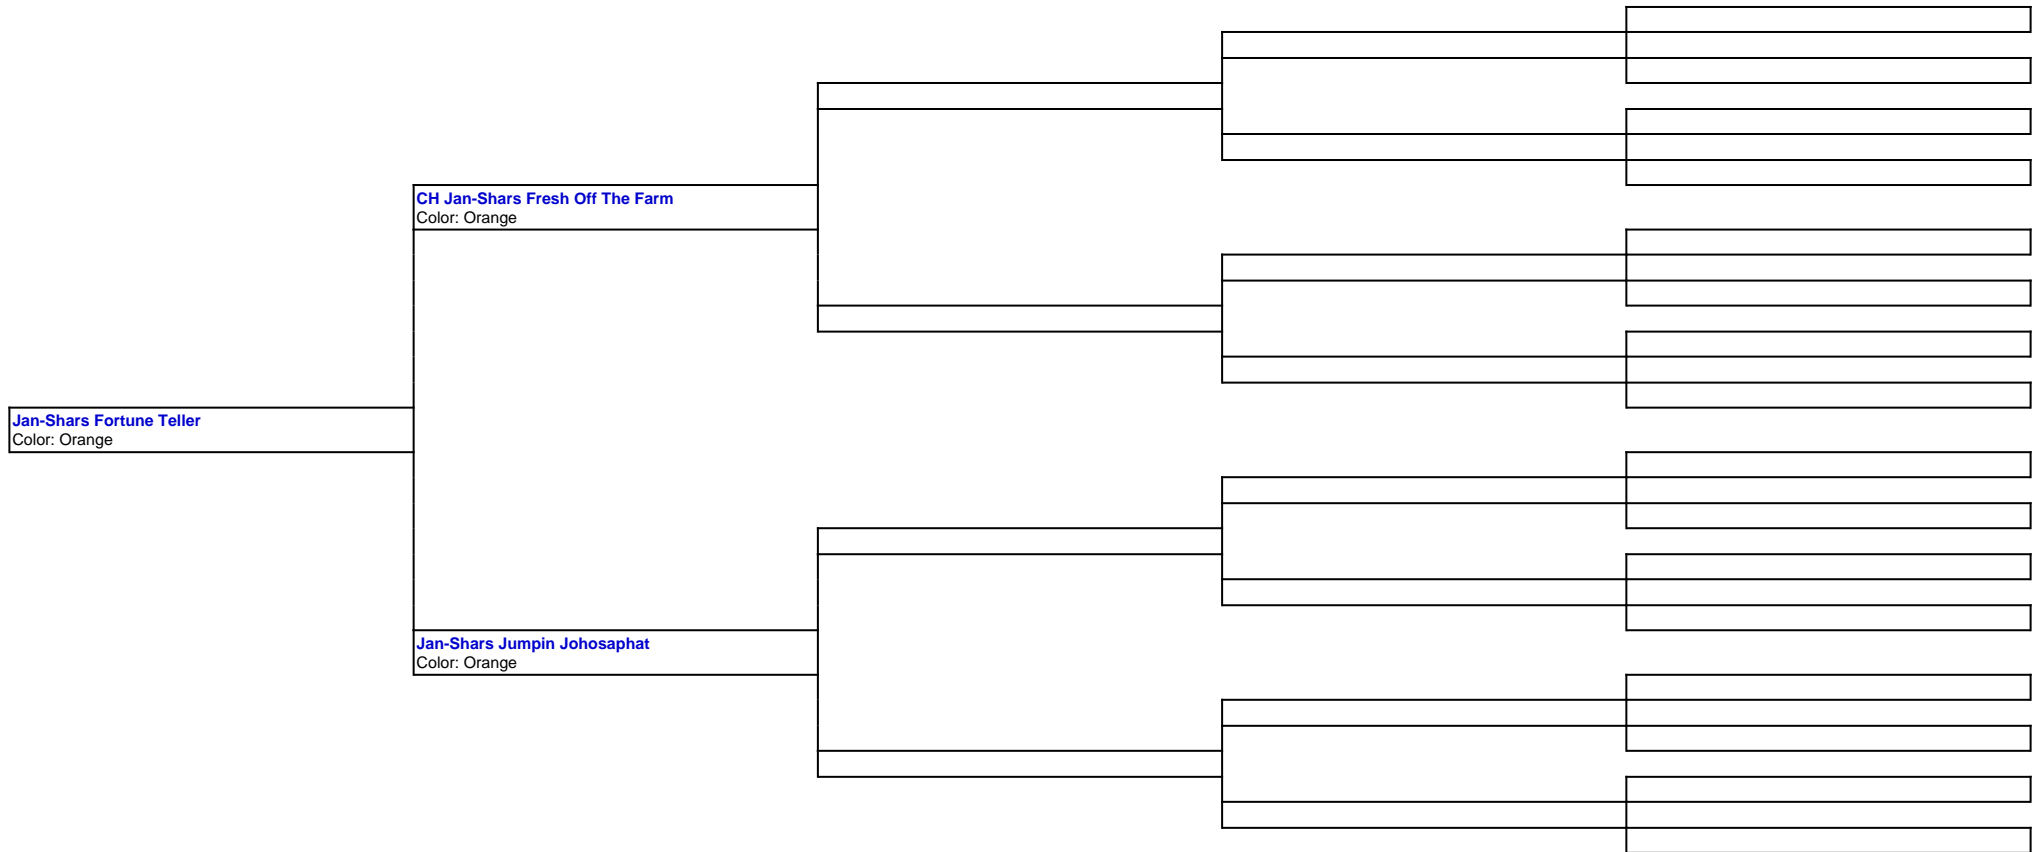 CH Jan-Shars Fresh Off The Farm
Color: Orange
Jan-Shars Fortune Teller
Color: Orange
Jan-Shars Jumpin Johosaphat
Color: Orange